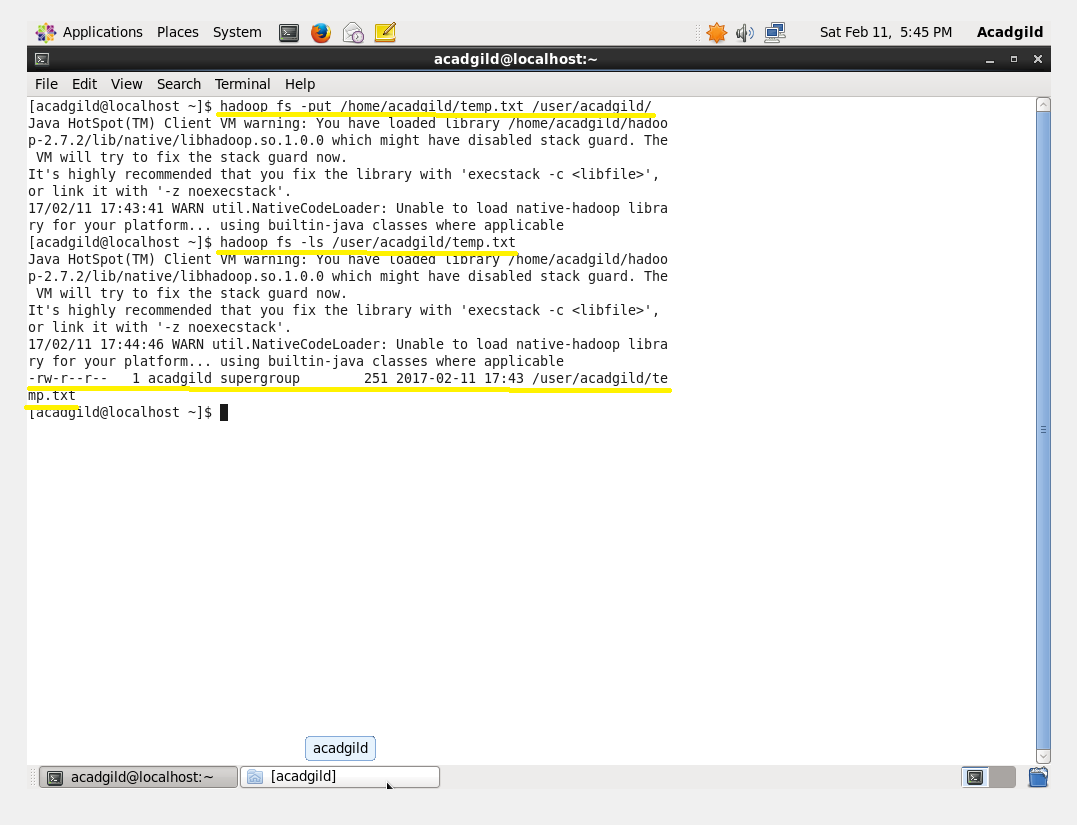 Applications Places System Sat Feb 11, 5:45 PM Acadgild
acadgild@localhost:~
File Edit View Search Terminal Help
[acadgild@localhost ~]$ hadoop fs -put /home/acadgild/temp.txt /user/acadgild/
Java HotSpot(TM) Client VM warning: You have loaded library /home/acadgild/hadoo
p-2.7.2/lib/native/libhadoop.so.1.0.0 which might have disabled stack guard. The
 VM will try to fix the stack guard now.
It's highly recommended that you fix the library with 'execstack -c <libfile>',
or link it with '-z noexecstack'.
17/02/11 17:43:41 WARN util.NativeCodeLoader: Unable to load native-hadoop libra
ry for your platform... using builtin-java classes where applicable
[acadgild@localhost ~]$ hadoop fs -ls /user/acadgild/temp.txt
Java HotSpot(TM) Client VM warning: You have loaded library /home/acadgild/hadoo
p-2.7.2/lib/native/libhadoop.so.1.0.0 which might have disabled stack guard. The
 VM will try to fix the stack guard now.
It's highly recommended that you fix the library with 'execstack -c <libfile>',
or link it with '-z noexecstack'.
17/02/11 17:44:46 WARN util.NativeCodeLoader: Unable to load native-hadoop libra
ry for your platform... using builtin-java classes where applicable
-rw-r--r--   1 acadgild supergroup        251 2017-02-11 17:43 /user/acadgild/te
mp.txt
[acadgild@localhost ~]$
acadgild
acadgild@localhost:~ [acadgild]